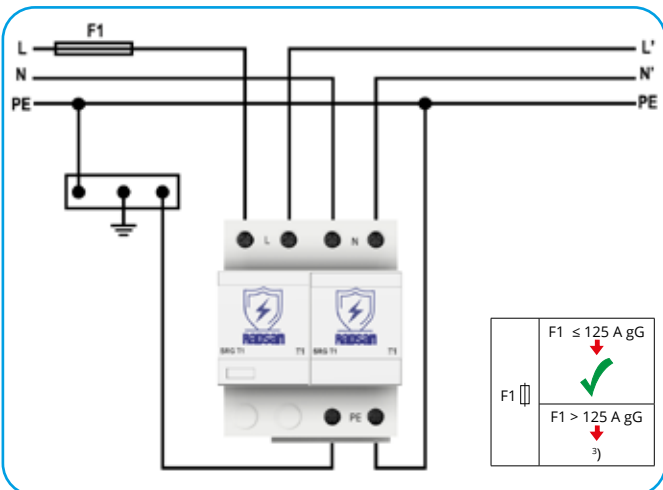 F1
L
L'
N
N'
PE
PE
L
N
RADSAN
RADSAN
SRG T1
T1
SRG T1
T1
PE
F1 ≤ 125 A gG
F1
F1 > 125 A gG
3)